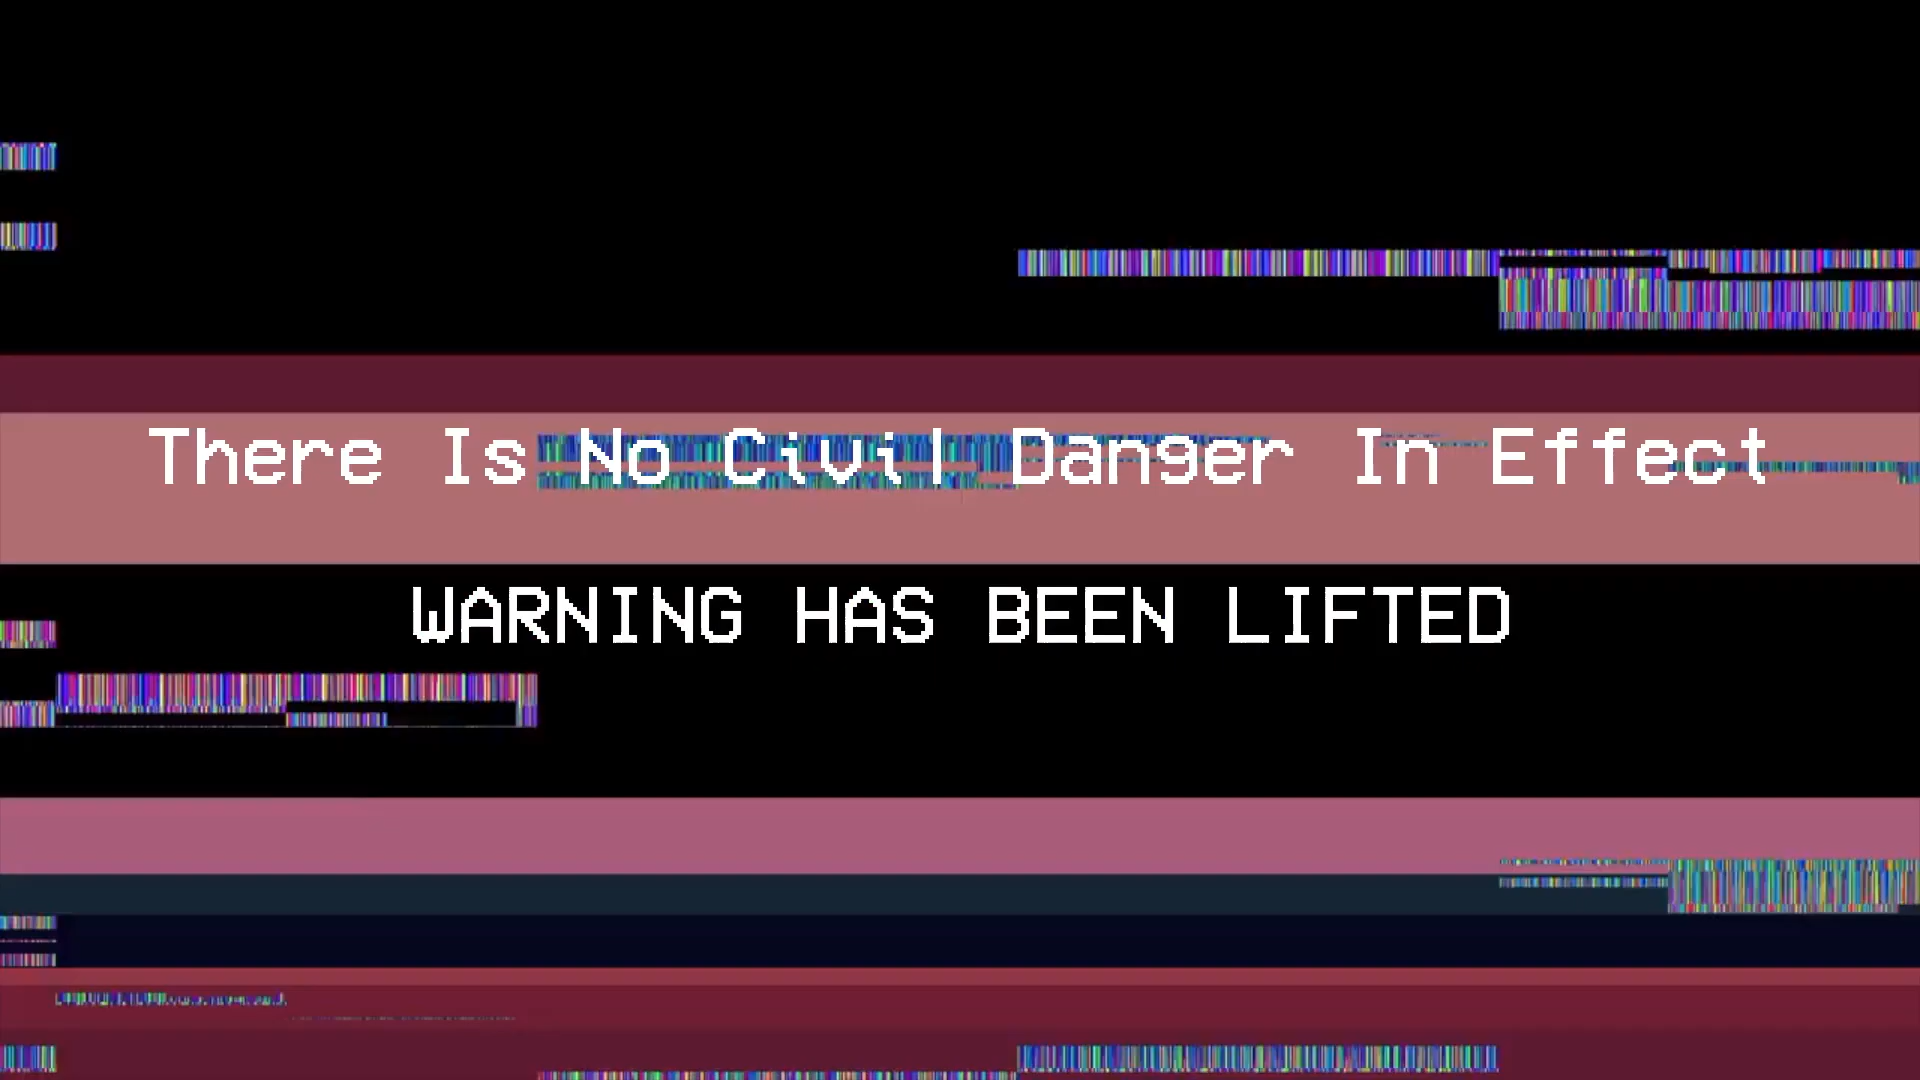 There Is No Civil Danger In Effect
WARNING HAS BEEN LIFTED